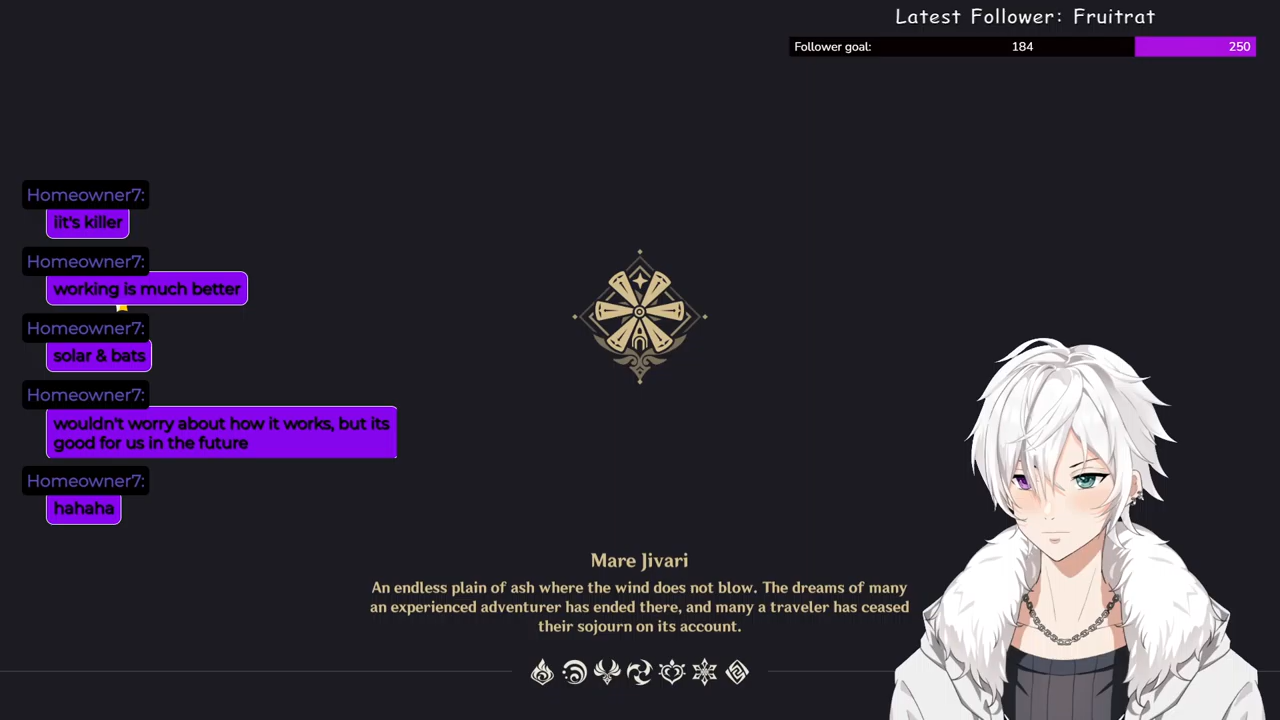 Latest Follower: Fruitrat
Follower goal: 184 250
Homeowner7:
iit's killer
Homeowner7:
working is much better
Homeowner7:
solar & bats
Homeowner7:
wouldn't worry about how it works, but its
good for us in the future
Homeowner7:
hahaha
Mare Jivari
An endless plain of ash where the wind does not blow. The dreams of many
an experienced adventurer has ended there, and many a traveler has ceased
their sojourn on its account.